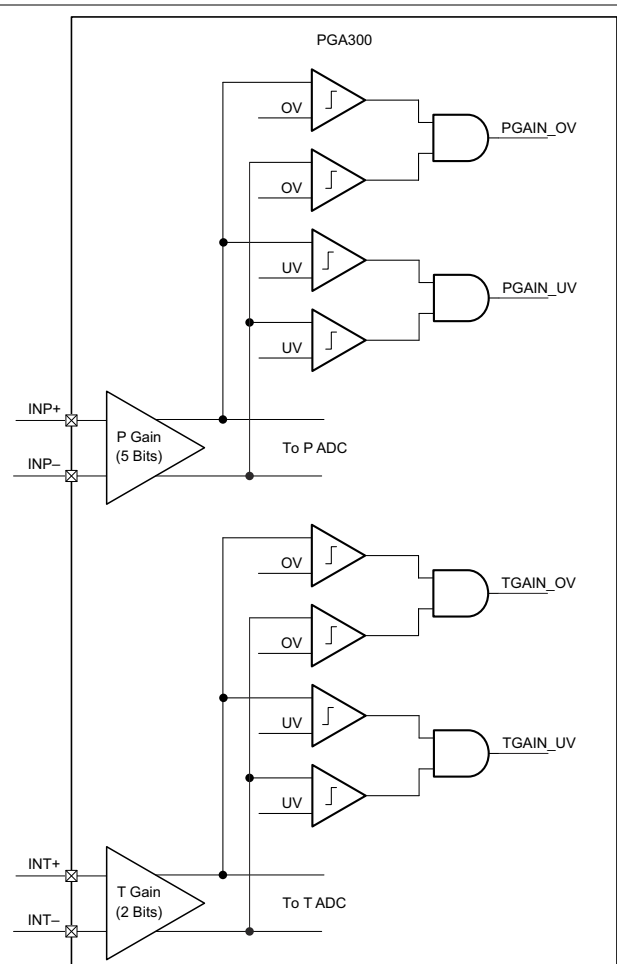 PGA300
OV
PGAIN_OV
OV
UV
PGAIN_UV
UV
INP+
P Gain
(5 Bits)
To P ADC
INP–
OV
TGAIN_OV
OV
UV
TGAIN_UV
UV
INT+
T Gain
(2 Bits)
To T ADC
INT–